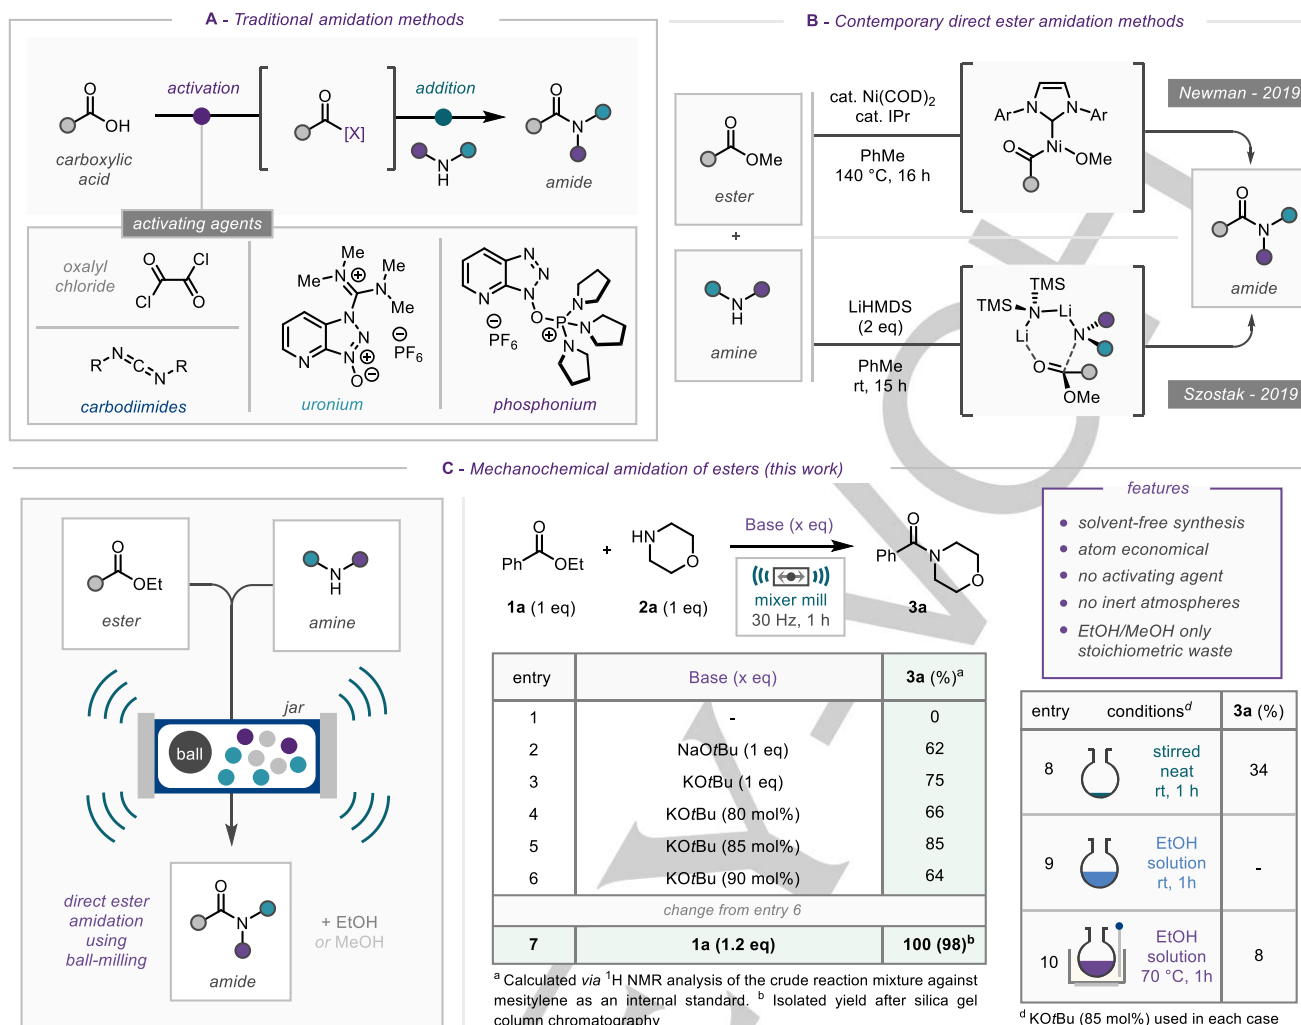 A - Traditional amidation methods
activation
addition
O
OH
carboxylic
acid
O
[X]
N
H
O
N
amide
activating agents
oxalyl
chloride
O
Cl
Cl
O
R
N
C
N
R
carbodiimides
Me
Me
N
⊕
Me
N
Me
N
N
N
N
⊕
O
⊖
⊖
PF6
uronium
N
N
N
N
O
P
⊕
N
N
N
⊖
PF6
phosphonium
B - Contemporary direct ester amidation methods
O
OMe
ester
+
N
H
amine
cat. Ni(COD)2
cat. IPr
PhMe
140 °C, 16 h
Ar
N
N
Ar
Ni
O
OMe
Newman - 2019
LiHMDS
(2 eq)
PhMe
rt, 15 h
TMS
TMS
N
Li
Li
N
O
OMe
Szostak - 2019
O
N
amide
C - Mechanochemical amidation of esters (this work)
O
OEt
ester
N
H
amine
jar
ball
direct ester
amidation
using
ball-milling
O
N
amide
+ EtOH
or MeOH
O
Ph
OEt
1a (1 eq)
+
HN
O
2a (1 eq)
Base (x eq)
mixer mill
30 Hz, 1 h
O
Ph
N
O
3a
entry Base (x eq) 3a (%)a
1 - 0
2 NaOtBu (1 eq) 62
3 KOtBu (1 eq) 75
4 KOtBu (80 mol%) 66
5 KOtBu (85 mol%) 85
6 KOtBu (90 mol%) 64
change from entry 6
7 1a (1.2 eq) 100 (98)b
a Calculated via 1H NMR analysis of the crude reaction mixture against
mesitylene as an internal standard. b Isolated yield after silica gel
column chromatography
features
• solvent-free synthesis
• atom economical
• no activating agent
• no inert atmospheres
• EtOH/MeOH only
stoichiometric waste
entry conditionsd 3a (%)
8 stirred
neat
rt, 1 h
34
9 EtOH
solution
rt, 1h
-
10 EtOH
solution
70 °C, 1h
8
d KOtBu (85 mol%) used in each case